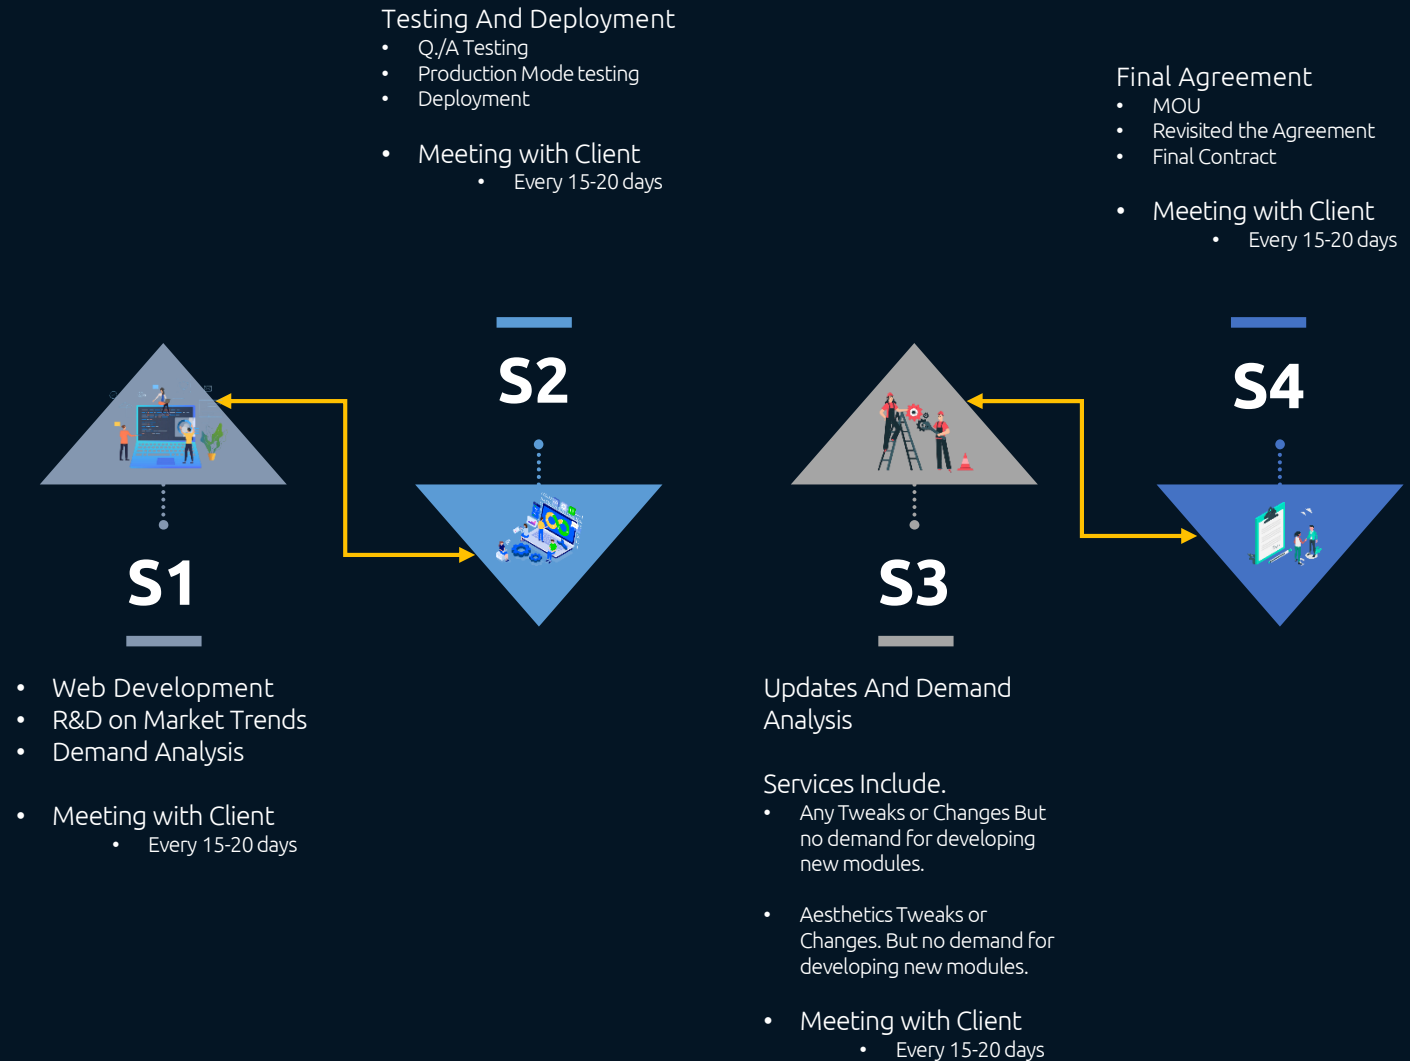 Testing And Deployment
• Q./A Testing
• Production Mode testing
• Deployment
• Meeting with Client
• Every 15-20 days
Final Agreement
• MOU
• Revisited the Agreement
• Final Contract
• Meeting with Client
• Every 15-20 days
S2
S4
S1
S3
• Web Development
• R&D on Market Trends
• Demand Analysis
• Meeting with Client
• Every 15-20 days
Updates And Demand
Analysis
Services Include.
• Any Tweaks or Changes But
no demand for developing
new modules.
• Aesthetics Tweaks or
Changes. But no demand for
developing new modules.
• Meeting with Client
• Every 15-20 days